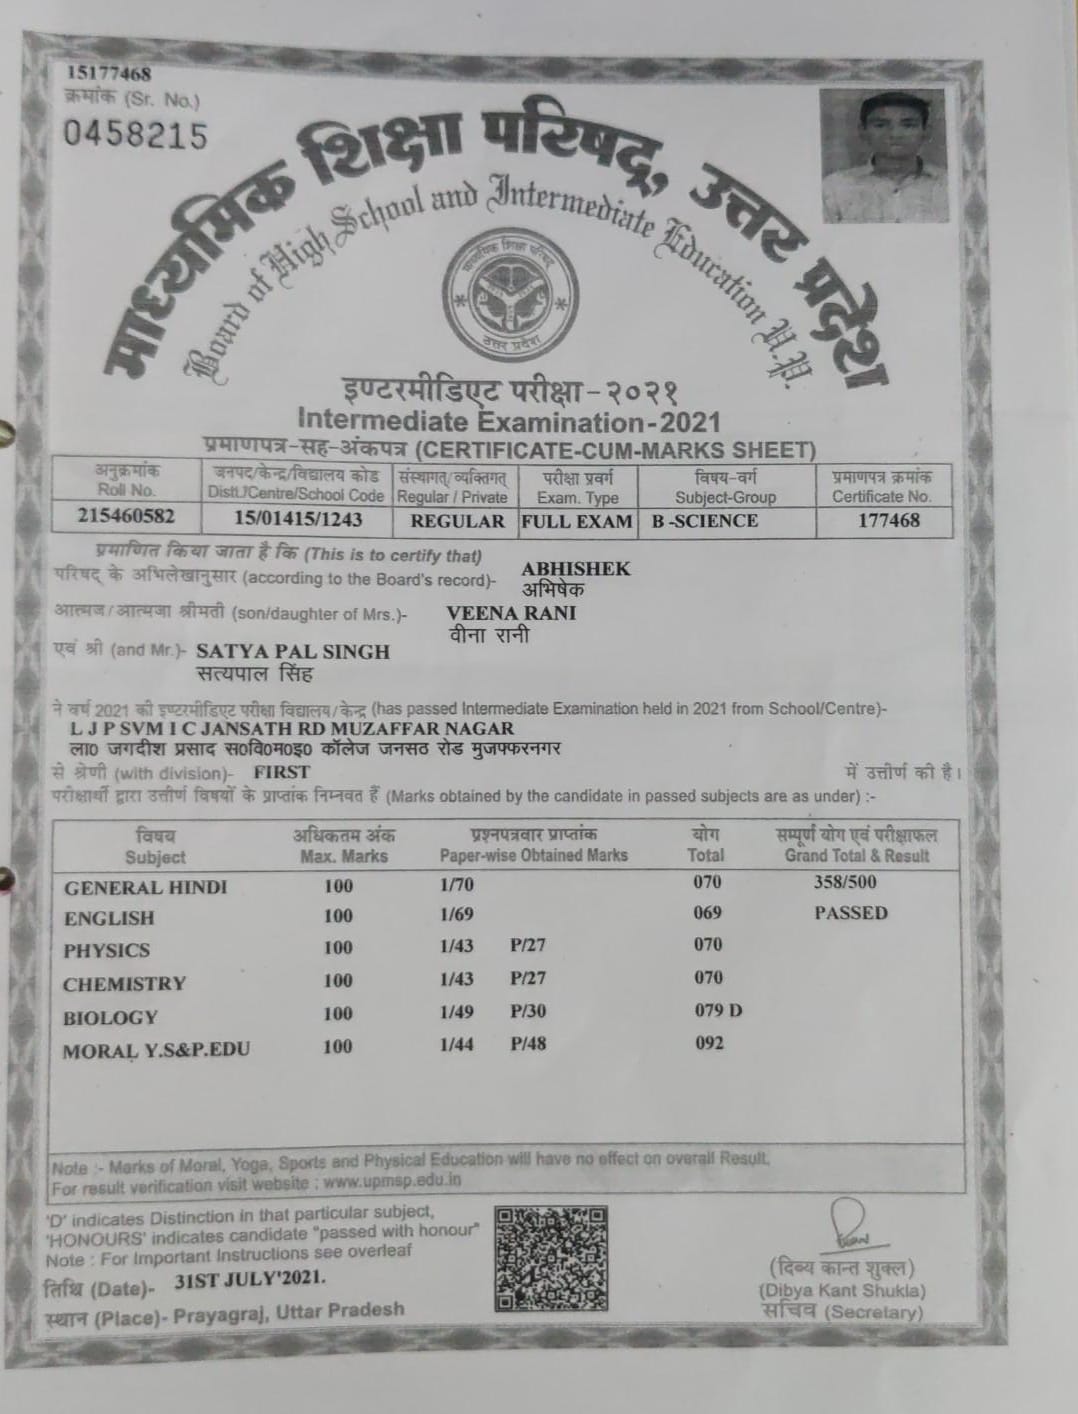 15177468
क्रमांक (Sr. No.)
0458215
माध्यमिक शिक्षा परिषद्, उत्तर प्रदेश
Board of High School and Intermediate Education U.P.
माध्यमिक शिक्षा परिषद्
उत्तर प्रदेश
इण्टरमीडिएट परीक्षा-२०२१
Intermediate Examination-2021
प्रमाणपत्र-सह-अंकपत्र (CERTIFICATE-CUM-MARKS SHEET)
अनुक्रमांक जनपद/केन्द्र/विद्यालय कोड संस्थागत/व्यक्तिगत परीक्षा प्रवर्ग विषय-वर्ग प्रमाणपत्र क्रमांक
Roll No. Distt./Centre/School Code Regular / Private Exam. Type Subject-Group Certificate No.
215460582 15/01415/1243 REGULAR FULL EXAM B -SCIENCE 177468
प्रमाणित किया जाता है कि (This is to certify that)
परिषद के अभिलेखानुसार (according to the Board's record)- ABHISHEK
अभिषेक
आत्मज/आत्मजा श्रीमती (son/daughter of Mrs.)- VEENA RANI
वीना रानी
एवं श्री (and Mr.)- SATYA PAL SINGH
सत्यपाल सिंह
ने वर्ष 2021 की इण्टरमीडिएट परीक्षा विद्यालय/केन्द्र (has passed Intermediate Examination held in 2021 from School/Centre)-
L J P SVM I C JANSATH RD MUZAFFAR NAGAR
ला० जगदीश प्रसाद स०वि०म०इ० कॉलेज जनसठ रोड मुजफ्फरनगर
से श्रेणी (with division)- FIRST में उत्तीर्ण की है।
परीक्षार्थी द्वारा उत्तीर्ण विषयों के प्राप्तांक निम्नवत हैं (Marks obtained by the candidate in passed subjects are as under) :-
विषय अधिकतम अंक प्रश्नपत्रवार प्राप्तांक योग सम्पूर्ण योग एवं परीक्षाफल
Subject Max. Marks Paper-wise Obtained Marks Total Grand Total & Result
GENERAL HINDI 100 1/70 070 358/500
ENGLISH 100 1/69 069 PASSED
PHYSICS 100 1/43 P/27 070
CHEMISTRY 100 1/43 P/27 070
BIOLOGY 100 1/49 P/30 079 D
MORAL Y.S&P.EDU 100 1/44 P/48 092
Note :- Marks of Moral, Yoga, Sports and Physical Education will have no effect on overall Result.
For result verification visit website : www.upmsp.edu.in
'D' indicates Distinction in that particular subject,
'HONOURS' indicates candidate "passed with honour"
Note : For Important Instructions see overleaf
तिथि (Date)- 31ST JULY'2021.
स्थान (Place)- Prayagraj, Uttar Pradesh
(दिव्य कान्त शुक्ल)
(Dibya Kant Shukla)
सचिव (Secretary)